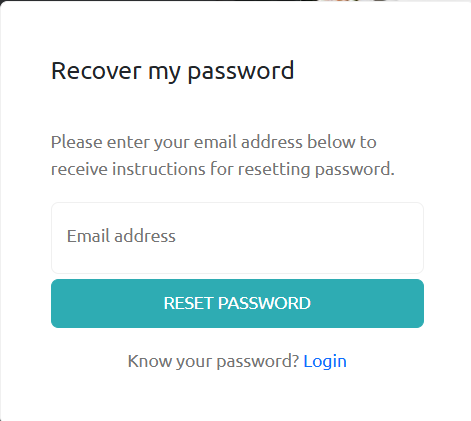 Recover my password
Please enter your email address below to
receive instructions for resetting password.
Email address
RESET PASSWORD
Know your password? Login